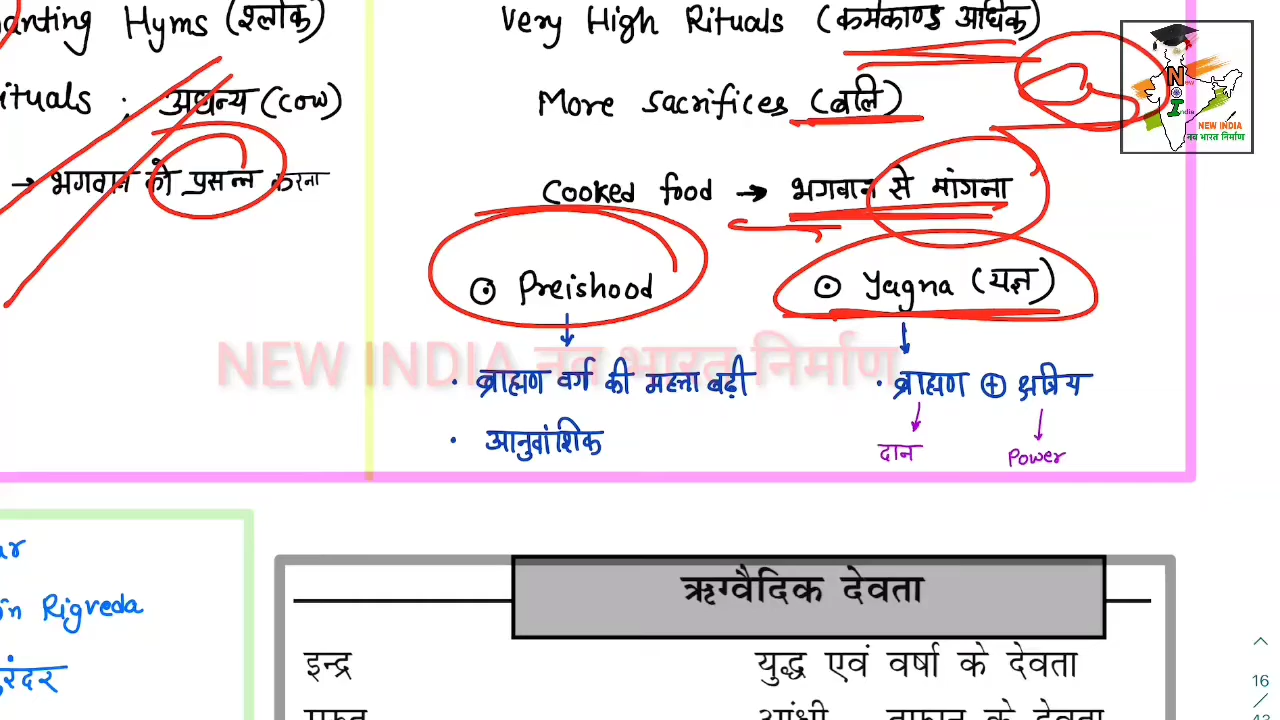 anting Hyms (श्लोक)
ituals ; अघन्य (cow)
→ भगवान को प्रसन्न करना
Very High Rituals (कर्मकाण्ड अधिक)
More sacrifices (बलि)
Cooked food → भगवान से मांगना
⊙ Preishood
⊙ Yagna (यज्ञ)
NEW INDIA नव भारत निर्माण
• ब्राह्मण वर्ग की महत्ता बढ़ी
• आनुवांशिक
• ब्राह्मण ⊕ क्षत्रिय
दान
Power
NEW INDIA
नव भारत निर्माण
ar
in Rigveda
रंदर
ऋग्वैदिक देवता
इन्द्र युद्ध एवं वर्षा के देवता
16
/